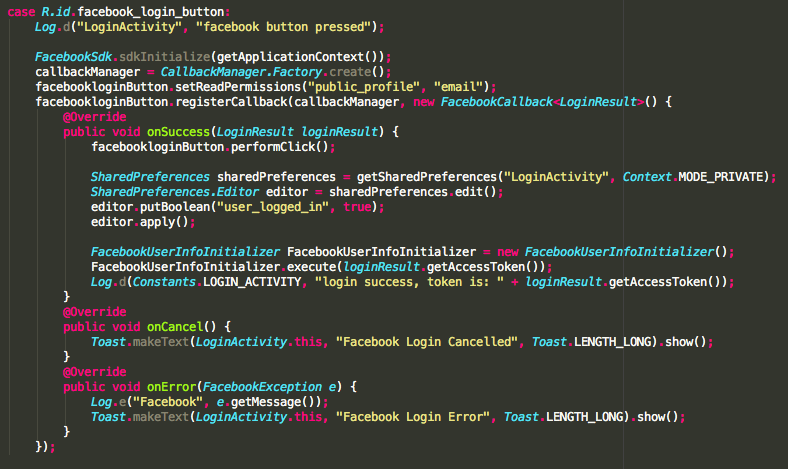 case R.id.facebook_login_button:
Log.d("LoginActivity", "facebook button pressed");
FacebookSdk.sdkInitialize(getApplicationContext());
callbackManager = CallbackManager.Factory.create();
facebookloginButton.setReadPermissions("public_profile", "email");
facebookloginButton.registerCallback(callbackManager, new FacebookCallback<LoginResult>() {
@Override
public void onSuccess(LoginResult loginResult) {
facebookloginButton.performClick();
SharedPreferences sharedPreferences = getSharedPreferences("LoginActivity", Context.MODE_PRIVATE);
SharedPreferences.Editor editor = sharedPreferences.edit();
editor.putBoolean("user_logged_in", true);
editor.apply();
FacebookUserInfoInitializer FacebookUserInfoInitializer = new FacebookUserInfoInitializer();
FacebookUserInfoInitializer.execute(loginResult.getAccessToken());
Log.d(Constants.LOGIN_ACTIVITY, "login success, token is: " + loginResult.getAccessToken());
}
@Override
public void onCancel() {
Toast.makeText(LoginActivity.this, "Facebook Login Cancelled", Toast.LENGTH_LONG).show();
}
@Override
public void onError(FacebookException e) {
Log.e("Facebook", e.getMessage());
Toast.makeText(LoginActivity.this, "Facebook Login Error", Toast.LENGTH_LONG).show();
}
});